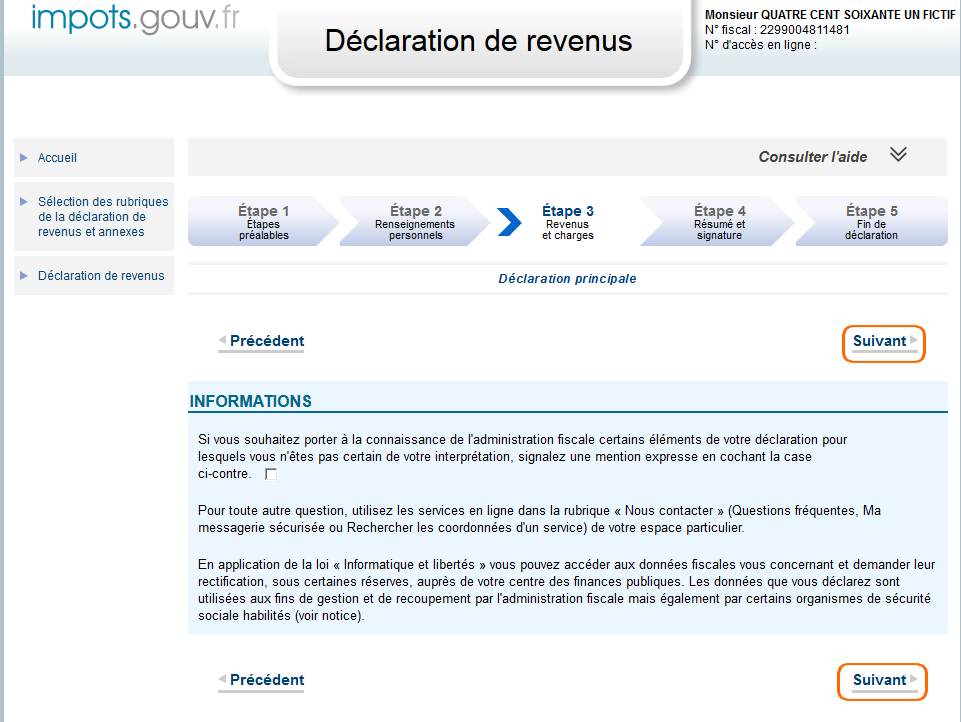 impots.gouv.fr
Déclaration de revenus
Monsieur QUATRE CENT SOIXANTE UN FICTIF
N° fiscal : 2299004811481
N° d'accès en ligne :
Accueil
Sélection des rubriques
de la déclaration de
revenus et annexes
Déclaration de revenus
Consulter l'aide
Étape 1
Étapes
préalables
Étape 2
Renseignements
personnels
Étape 3
Revenus
et charges
Étape 4
Résumé et
signature
Étape 5
Fin de
déclaration
Déclaration principale
Précédent
Suivant
INFORMATIONS
Si vous souhaitez porter à la connaissance de l'administration fiscale certains éléments de votre déclaration pour
lesquels vous n'êtes pas certain de votre interprétation, signalez une mention expresse en cochant la case
ci-contre.
Pour toute autre question, utilisez les services en ligne dans la rubrique « Nous contacter » (Questions fréquentes, Ma
messagerie sécurisée ou Rechercher les coordonnées d'un service) de votre espace particulier.
En application de la loi « Informatique et libertés » vous pouvez accéder aux données fiscales vous concernant et demander leur
rectification, sous certaines réserves, auprès de votre centre des finances publiques. Les données que vous déclarez sont
utilisées aux fins de gestion et de recoupement par l'administration fiscale mais également par certains organismes de sécurité
sociale habilités (voir notice).
Précédent
Suivant